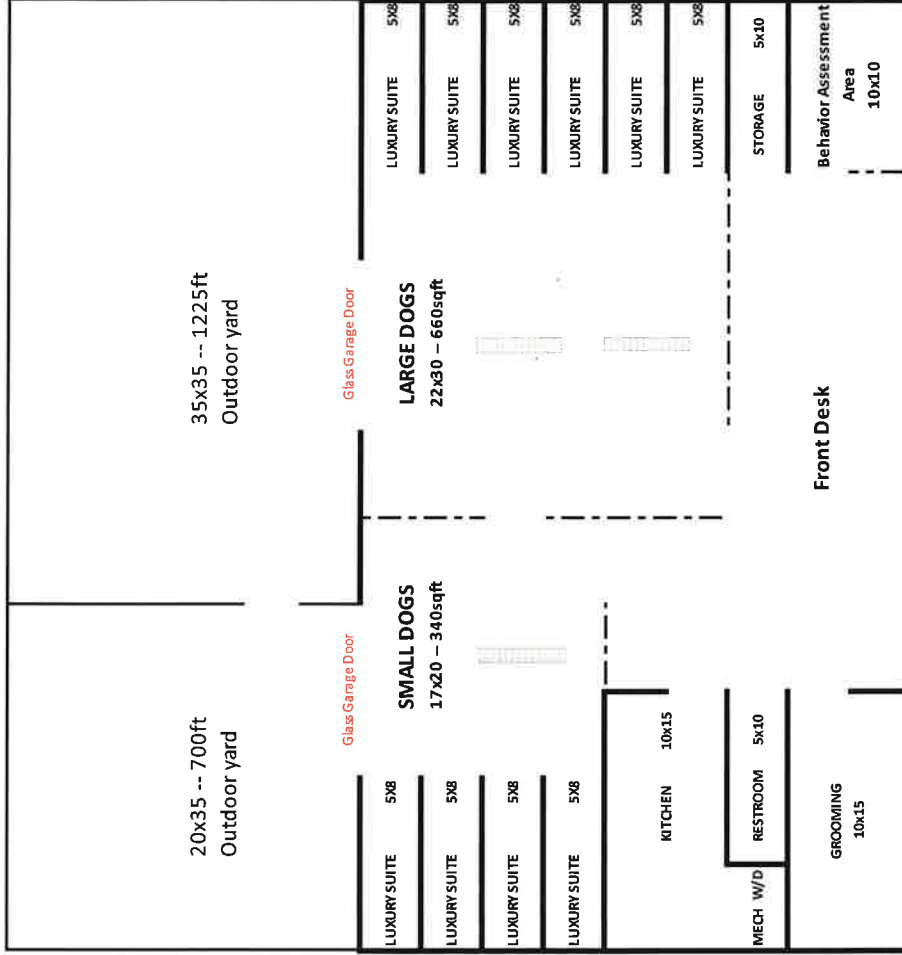 20x35 -- 700ft
Outdoor yard
35x35 -- 1225ft
Outdoor yard
Glass Garage Door
Glass Garage Door
LUXURY SUITE 5X8
LUXURY SUITE 5X8
LUXURY SUITE 5X8
LUXURY SUITE 5X8
SMALL DOGS
17x20 – 340sqft
LARGE DOGS
22x30 – 660sqft
LUXURY SUITE 5X8
LUXURY SUITE 5X8
LUXURY SUITE 5X8
LUXURY SUITE 5X8
LUXURY SUITE 5X8
LUXURY SUITE 5X8
KITCHEN 10x15
MECH W/D
RESTROOM 5x10
STORAGE 5x10
GROOMING
10x15
Front Desk
Behavior Assessment
Area
10x10